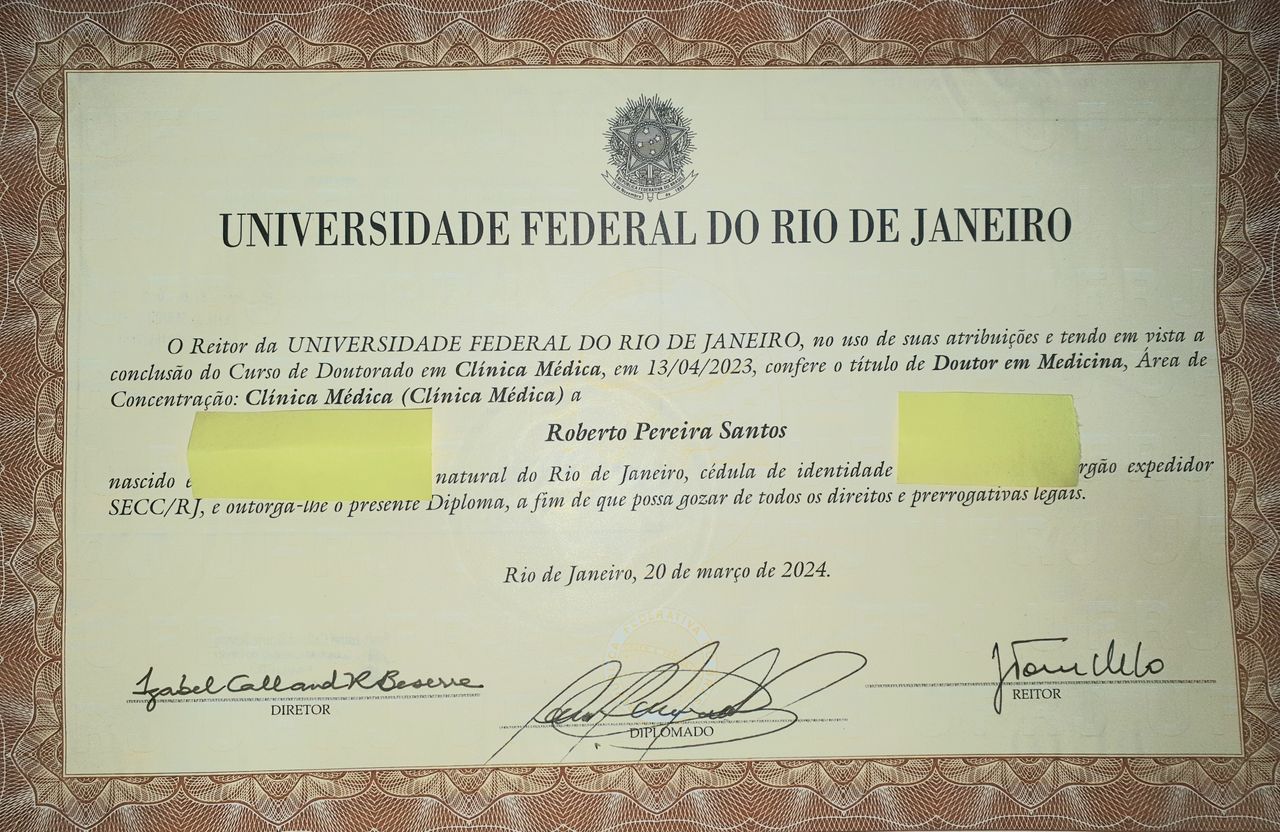 UNIVERSIDADE FEDERAL DO RIO DE JANEIRO
O Reitor da UNIVERSIDADE FEDERAL DO RIO DE JANEIRO, no uso de suas atribuições e tendo em vista a
conclusão do Curso de Doutorado em Clínica Médica, em 13/04/2023, confere o título de Doutor em Medicina, Área de
Concentração: Clínica Médica (Clínica Médica) a
Roberto Pereira Santos
nascido natural do Rio de Janeiro, cédula de identidade rgão expedidor
SECC/RJ, e outorga-lhe o presente Diploma, a fim de que possa gozar de todos os direitos e prerrogativas legais.
Rio de Janeiro, 20 de março de 2024.
Izabel Calland R Beserra
DIRETOR
DIPLOMADO
REITOR